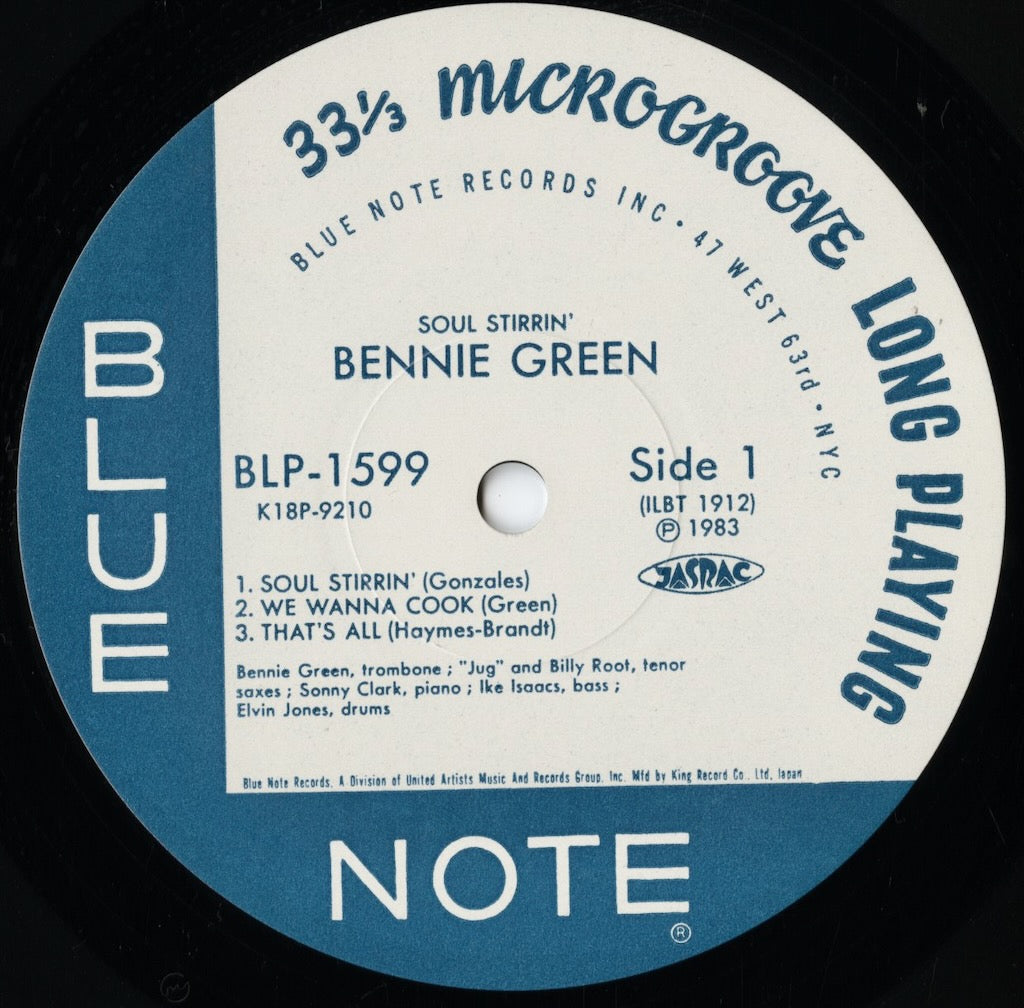 33⅓ MICROGROOVE LONG PLAYING
BLUE NOTE RECORDS INC • 47 WEST 63rd • NYC
SOUL STIRRIN'
BENNIE GREEN
BLP-1599
K18P-9210
Side 1
(ILBT 1912)
Ⓟ 1983
JASRAC
1. SOUL STIRRIN' (Gonzales)
2. WE WANNA COOK (Green)
3. THAT'S ALL (Haymes-Brandt)
Bennie Green, trombone ; "Jug" and Billy Root, tenor
saxes ; Sonny Clark, piano ; Ike Isaacs, bass ;
Elvin Jones, drums
Blue Note Records, A Division of United Artists Music And Records Group, Inc. Mfd by King Record Co., Ltd, Japan
BLUE
NOTE
®